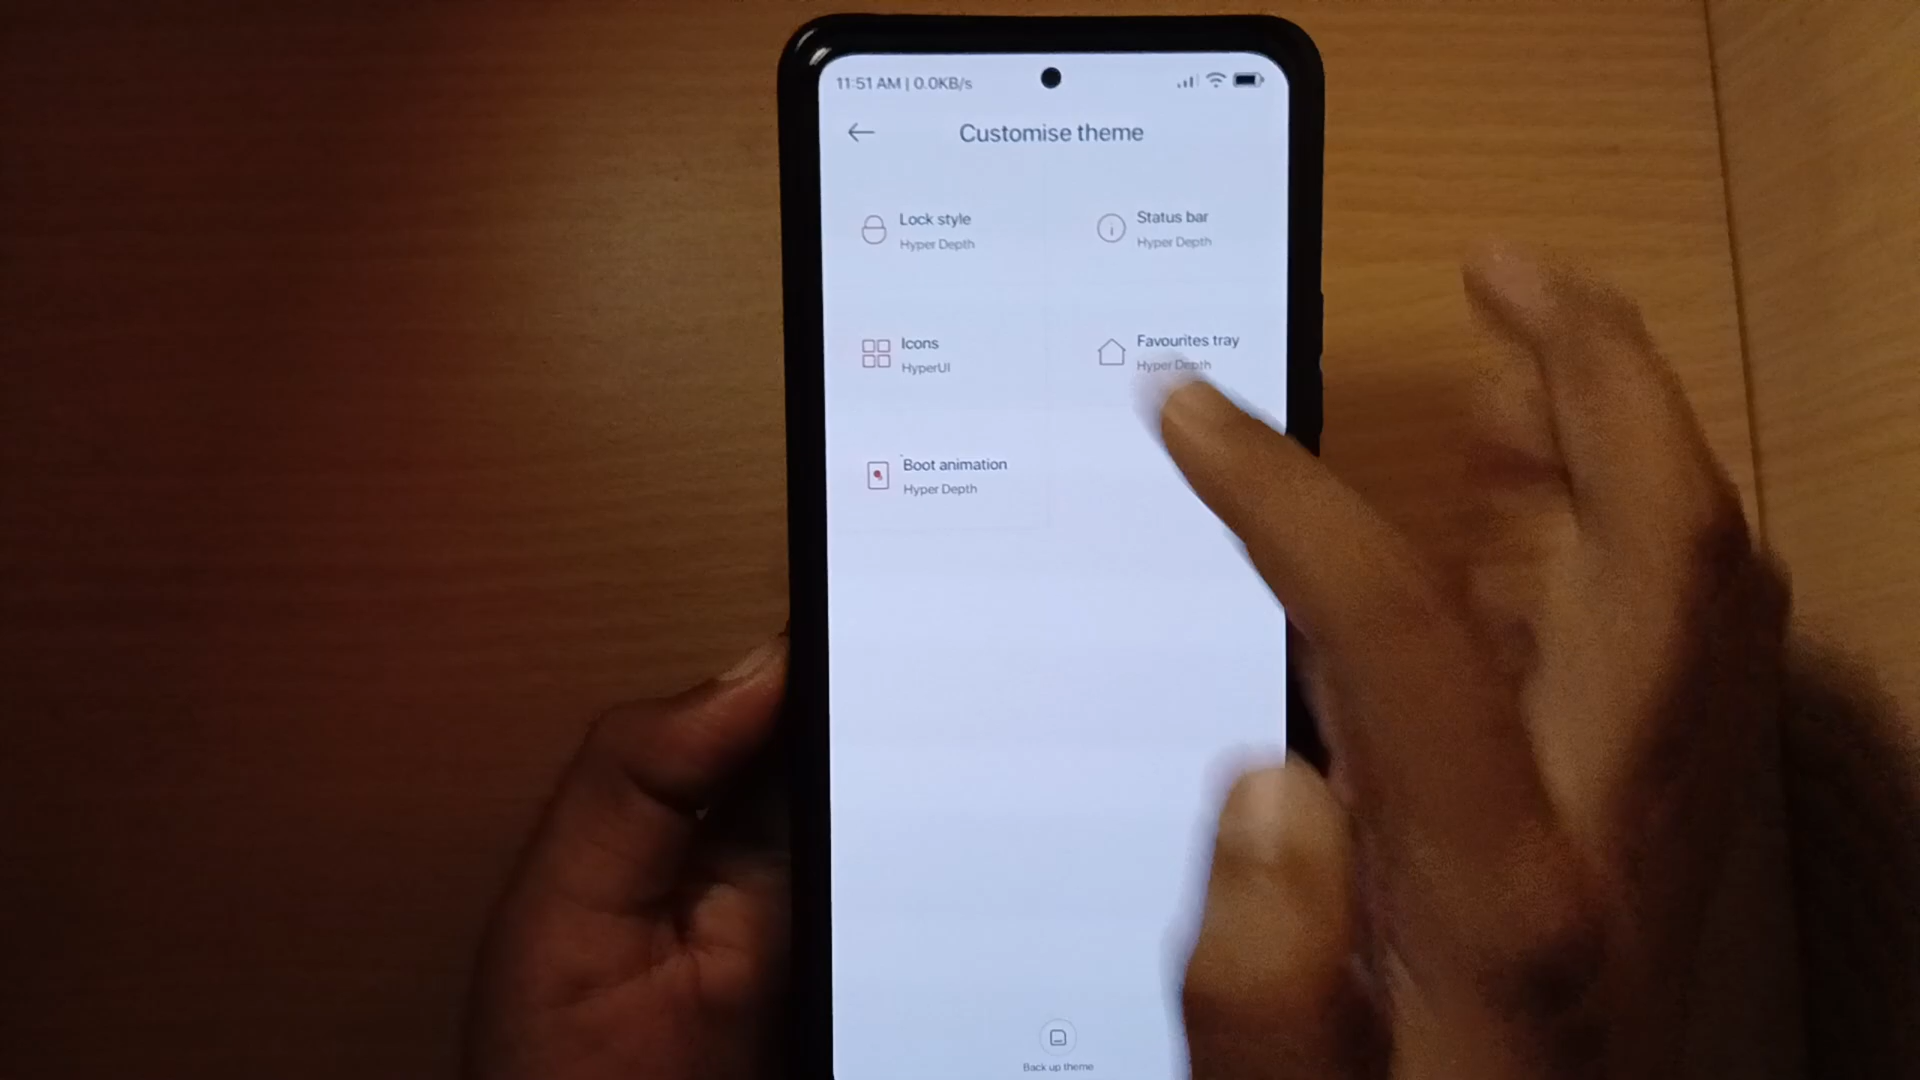 11:51 AM | 0.0KB/s
Customise theme
Lock style
Hyper Depth
Status bar
Hyper Depth
Icons
HyperUI
Favourites tray
Hyper Depth
Boot animation
Hyper Depth
Back up theme